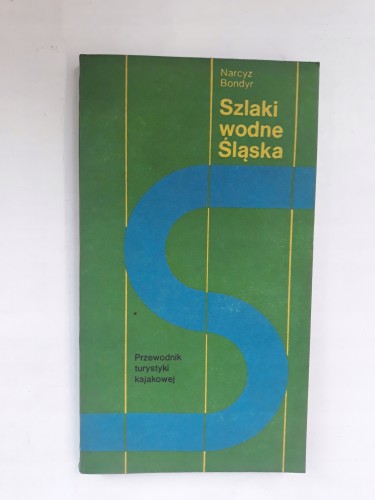 Narcyz
Bondyr
Szlaki
wodne
Śląska
Przewodnik
turystyki
kajakowej